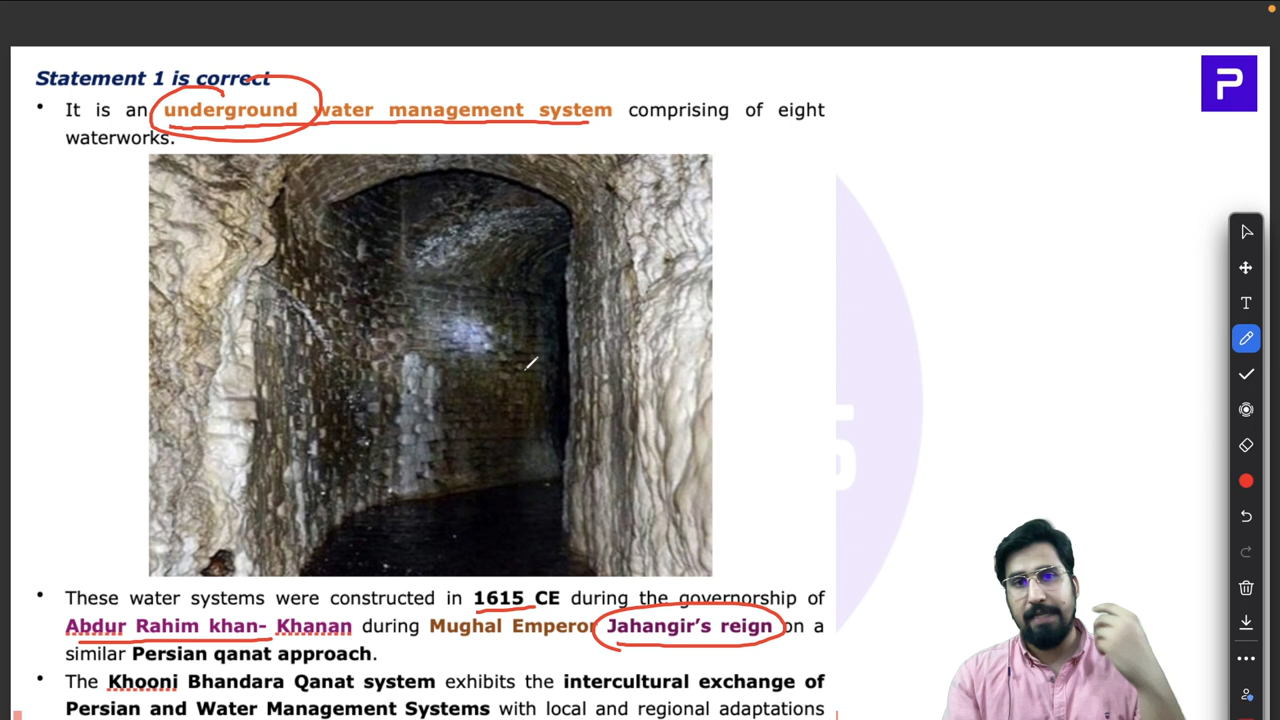 Statement 1 is correct
• It is an underground water management system comprising of eight
waterworks.
• These water systems were constructed in 1615 CE during the governorship of
Abdur Rahim khan- Khanan during Mughal Emperor Jahangir's reign on a
similar Persian qanat approach.
• The Khooni Bhandara Qanat system exhibits the intercultural exchange of
Persian and Water Management Systems with local and regional adaptations
P
T